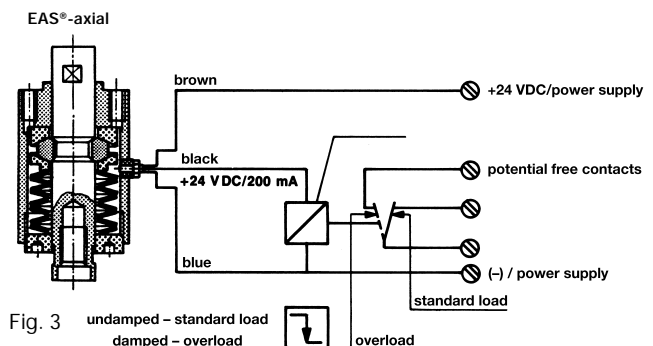 EAS®-axial
brown
+24 VDC/power supply
black
+24 V DC/200 mA
potential free contacts
blue
(–) / power supply
standard load
Fig. 3
undamped – standard load
damped – overload
overload